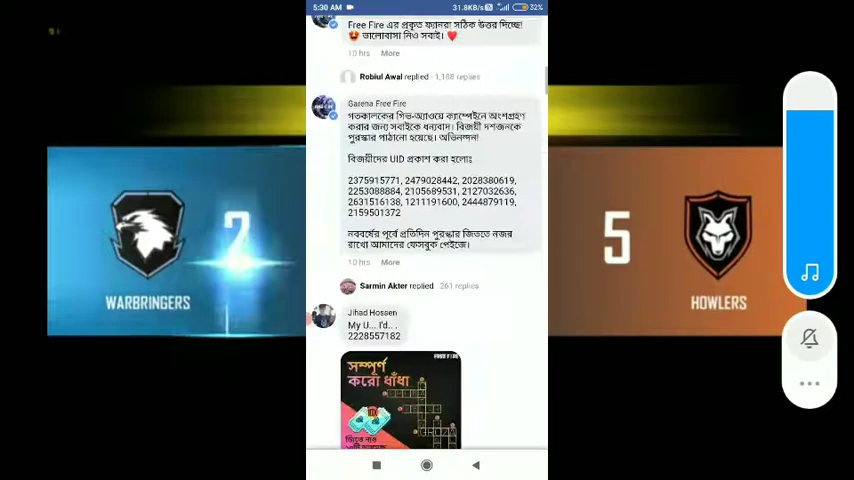 5:30 AM
31.8KB/s
32%
Free Fire এর প্রকৃত ফ্যানরা সঠিক উত্তর দিচ্ছে!
ভালোবাসা নিও সবাই।
10 hrs More
Robiul Awal replied · 1,188 replies
Garena Free Fire
গতকালকের গিভ-অ্যাওয়ে ক্যাম্পেইনে অংশগ্রহণ
করার জন্য সবাইকে ধন্যবাদ। বিজয়ী দশজনকে
পুরস্কার পাঠানো হয়েছে। অভিনন্দন!
বিজয়ীদের UID প্রকাশ করা হলোঃ
2375915771, 2479028442, 2028380619,
2253088884, 2105689531, 2127032636,
2631516138, 1211191600, 2444879119,
2159501372
নববর্ষের পূর্বে প্রতিদিন পুরস্কার জিততে নজর
রাখো আমাদের ফেসবুক পেইজে।
10 hrs More
Sarmin Akter replied · 261 replies
Jihad Hossen
My U... I'd...
2228557182
FREE FIRE
সম্পূর্ণ
করো ধাঁধা
জিতে নাও
WARBRINGERS
5
HOWLERS